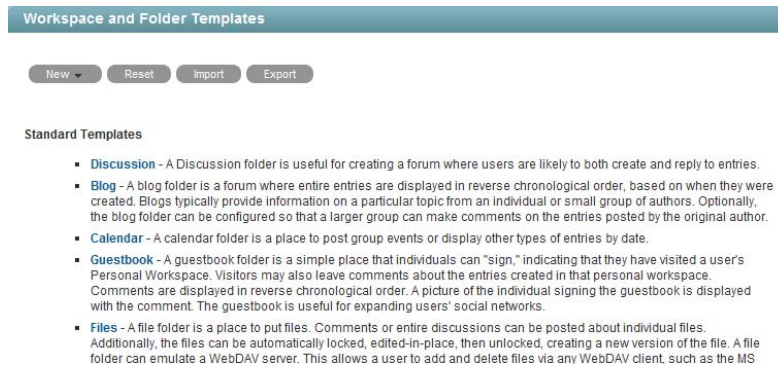 Workspace and Folder Templates
New Reset Import Export
Standard Templates
▪ Discussion - A Discussion folder is useful for creating a forum where users are likely to both create and reply to entries.
▪ Blog - A blog folder is a forum where entire entries are displayed in reverse chronological order, based on when they were
created. Blogs typically provide information on a particular topic from an individual or small group of authors. Optionally,
the blog folder can be configured so that a larger group can make comments on the entries posted by the original author.
▪ Calendar - A calendar folder is a place to post group events or display other types of entries by date.
▪ Guestbook - A guestbook folder is a simple place that individuals can "sign," indicating that they have visited a user's
Personal Workspace. Visitors may also leave comments about the entries created in that personal workspace.
Comments are displayed in reverse chronological order. A picture of the individual signing the guestbook is displayed
with the comment. The guestbook is useful for expanding users' social networks.
▪ Files - A file folder is a place to put files. Comments or entire discussions can be posted about individual files.
Additionally, the files can be automatically locked, edited-in-place, then unlocked, creating a new version of the file. A file
folder can emulate a WebDAV server. This allows a user to add and delete files via any WebDAV client, such as the MS